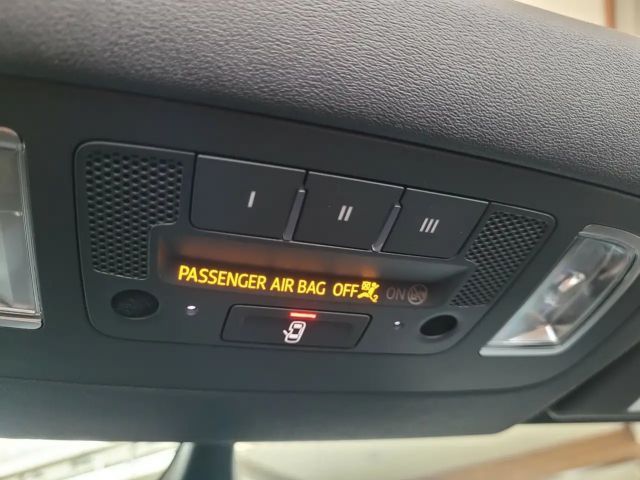 I II III
PASSENGER AIR BAG OFF ON